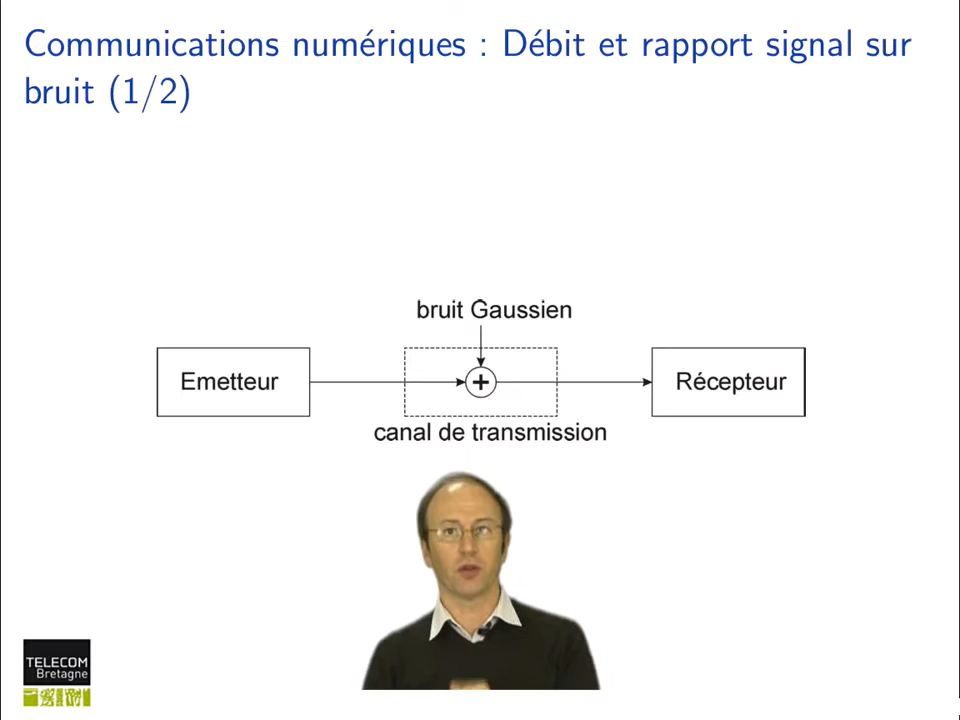 Communications numériques : Débit et rapport signal sur
bruit (1/2)
bruit Gaussien
Emetteur
+
Récepteur
canal de transmission
TELECOM
Bretagne